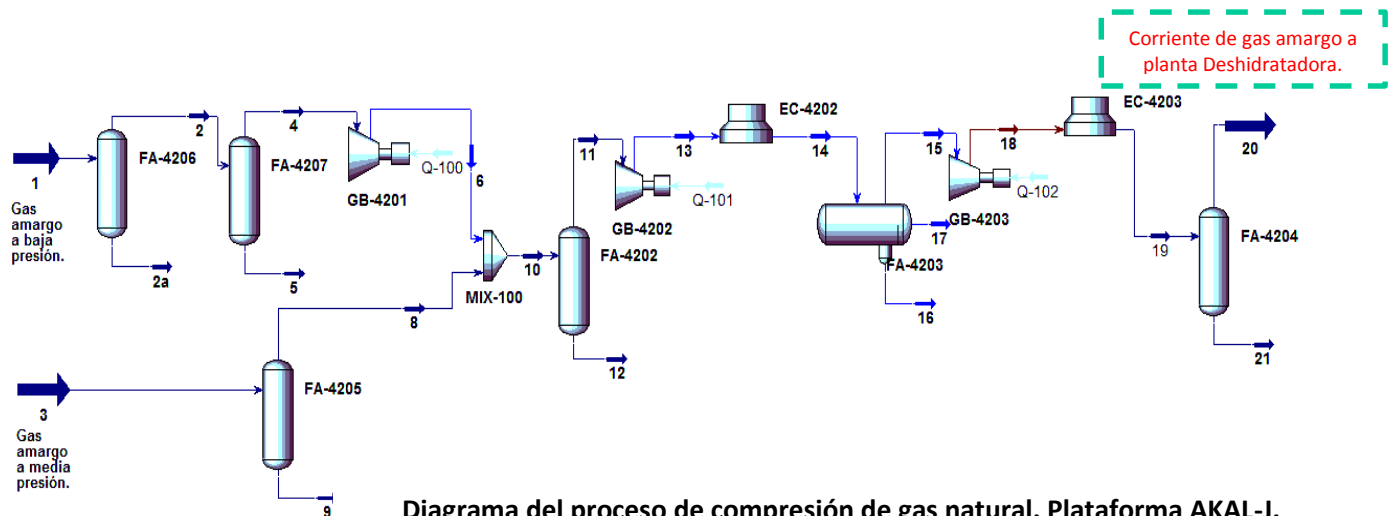 Corriente de gas amargo a
planta Deshidratadora.
EC-4203
EC-4202
2
4
FA-4206
FA-4207
1
Gas
amargo
a baja
presión.
2a
5
GB-4201
Q-100
6
MIX-100
10
8
11
13
GB-4202
Q-101
FA-4202
12
14
15
18
GB-4203
Q-102
17
FA-4203
16
19
20
FA-4204
21
3
Gas
amargo
a media
presión.
FA-4205
9
Diagrama del proceso de compresión de gas natural. Plataforma AKAL-J.